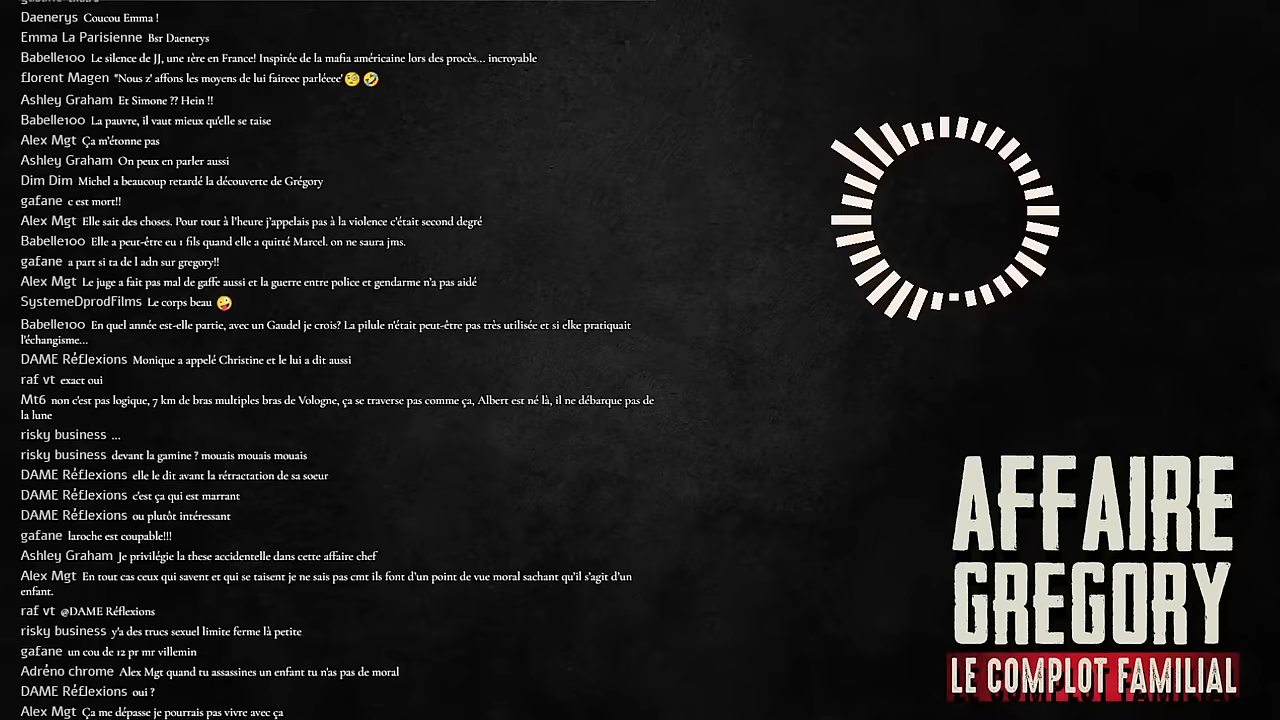 Daenerys Coucou Emma !
Emma La Parisienne Bsr Daenerys
Babelle100 Le silence de JJ, une 1ère en France! Inspirée de la mafia américaine lors des procès... incroyable
florent Magen "Nous z' affons les moyens de lui faireee parléeee' 🧐 🤣
Ashley Graham Et Simone ?? Hein !!
Babelle100 La pauvre, il vaut mieux qu'elle se taise
Alex Mgt Ça m'étonne pas
Ashley Graham On peux en parler aussi
Dim Dim Michel a beaucoup retardé la découverte de Grégory
gafane c est mort!!
Alex Mgt Elle sait des choses. Pour tout à l'heure j'appelais pas à la violence c'était second degré
Babelle100 Elle a peut-être eu 1 fils quand elle a quitté Marcel. on ne saura jms.
gafane a part si ta de l adn sur gregory!!
Alex Mgt Le juge a fait pas mal de gaffe aussi et la guerre entre police et gendarme n'a pas aidé
SystemeDprodFilms Le corps beau 🤪
Babelle100 En quel année est-elle partie, avec un Gaudel je crois? La pilule n'était peut-être pas très utilisée et si elke pratiquait
l'échangisme...
DAME Réflexions Monique a appelé Christine et le lui a dit aussi
raf vt exact oui
Mt6 non c'est pas logique, 7 km de bras multiples bras de Vologne, ça se traverse pas comme ça, Albert est né là, il ne débarque pas de
la lune
risky business ...
risky business devant la gamine ? mouais mouais mouais
DAME Réflexions elle le dit avant la rétractation de sa soeur
DAME Réflexions c'est ça qui est marrant
DAME Réflexions ou plutôt intéressant
gafane laroche est coupable!!!
Ashley Graham Je privilégie la these accidentelle dans cette affaire chef
Alex Mgt En tout cas ceux qui savent et qui se taisent je ne sais pas cmt ils font d'un point de vue moral sachant qu'il s'agit d'un
enfant.
raf vt @DAME Réflexions
risky business y'a des trucs sexuel limite ferme là petite
gafane un cou de 12 pr mr villemin
Adréno chrome Alex Mgt quand tu assassines un enfant tu n'as pas de moral
DAME Réflexions oui ?
Alex Mgt Ça me dépasse je pourrais pas vivre avec ça
AFFAIRE
GREGORY
LE COMPLOT FAMILIAL